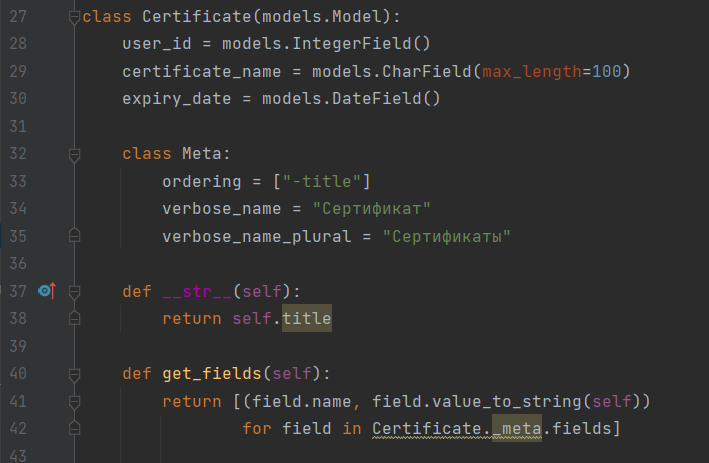 27 class Certificate(models.Model):
28 user_id = models.IntegerField()
29 certificate_name = models.CharField(max_length=100)
30 expiry_date = models.DateField()
31
32 class Meta:
33 ordering = ["-title"]
34 verbose_name = "Сертификат"
35 verbose_name_plural = "Сертификаты"
36
37 def __str__(self):
38 return self.title
39
40 def get_fields(self):
41 return [(field.name, field.value_to_string(self))
42 for field in Certificate._meta.fields]
43